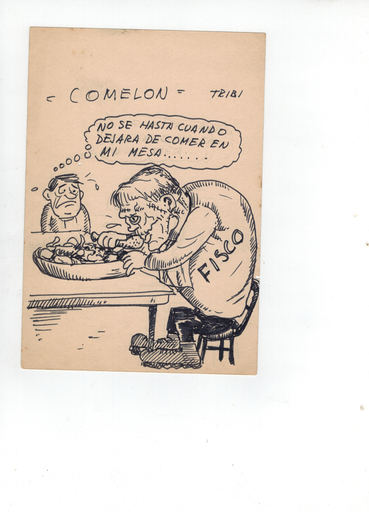 = COMELON = TRIBI
NO SE HASTA CUANDO
DEJARA DE COMER EN
MI MESA.......
FISCO